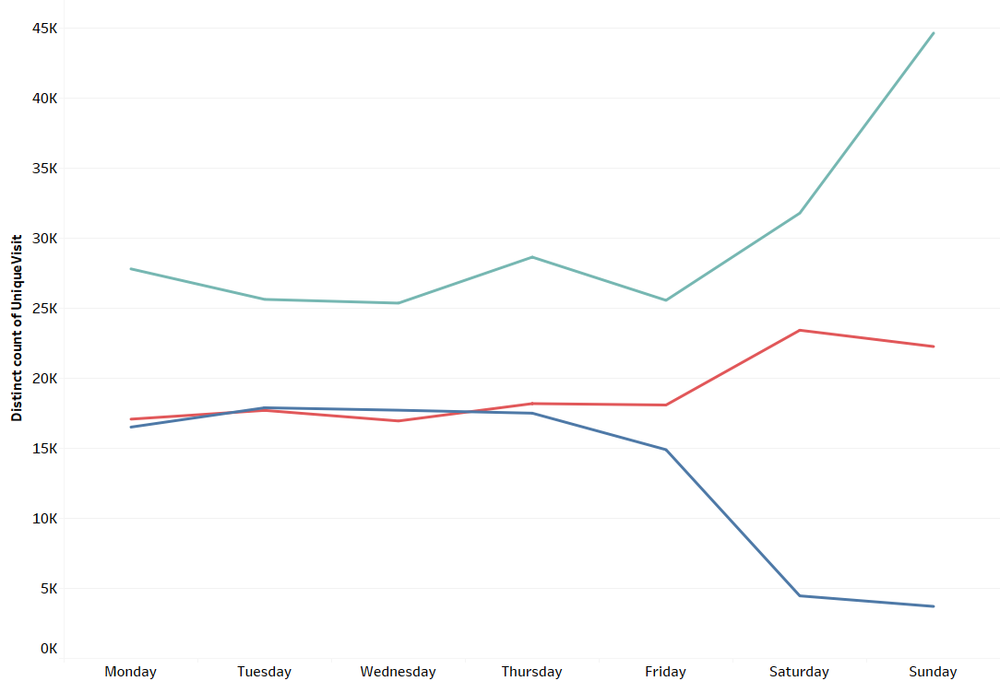 Distinct count of UniqueVisit
45K
40K
35K
30K
25K
20K
15K
10K
5K
0K
Monday Tuesday Wednesday Thursday Friday Saturday Sunday